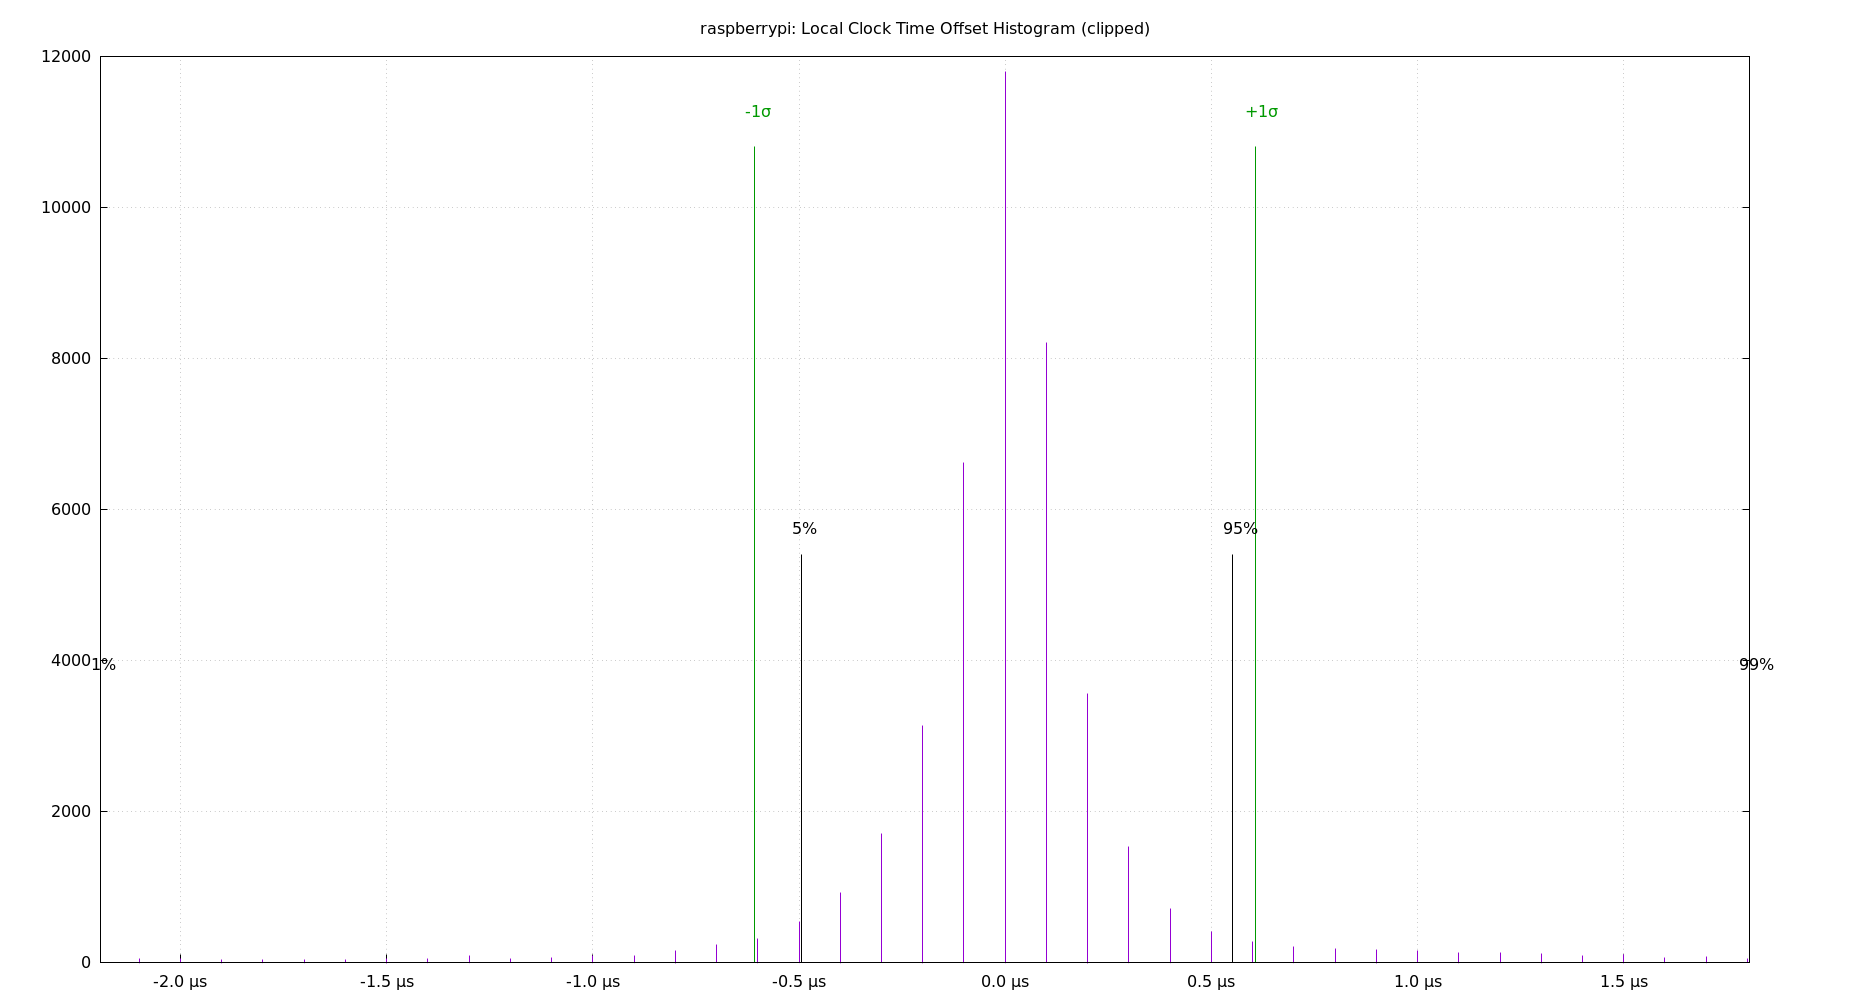 raspberrypi: Local Clock Time Offset Histogram (clipped)
12000
-1σ +1σ
10000
8000
6000
5% 95%
4000 1% 99%
2000
0
-2.0 µs -1.5 µs -1.0 µs -0.5 µs 0.0 µs 0.5 µs 1.0 µs 1.5 µs